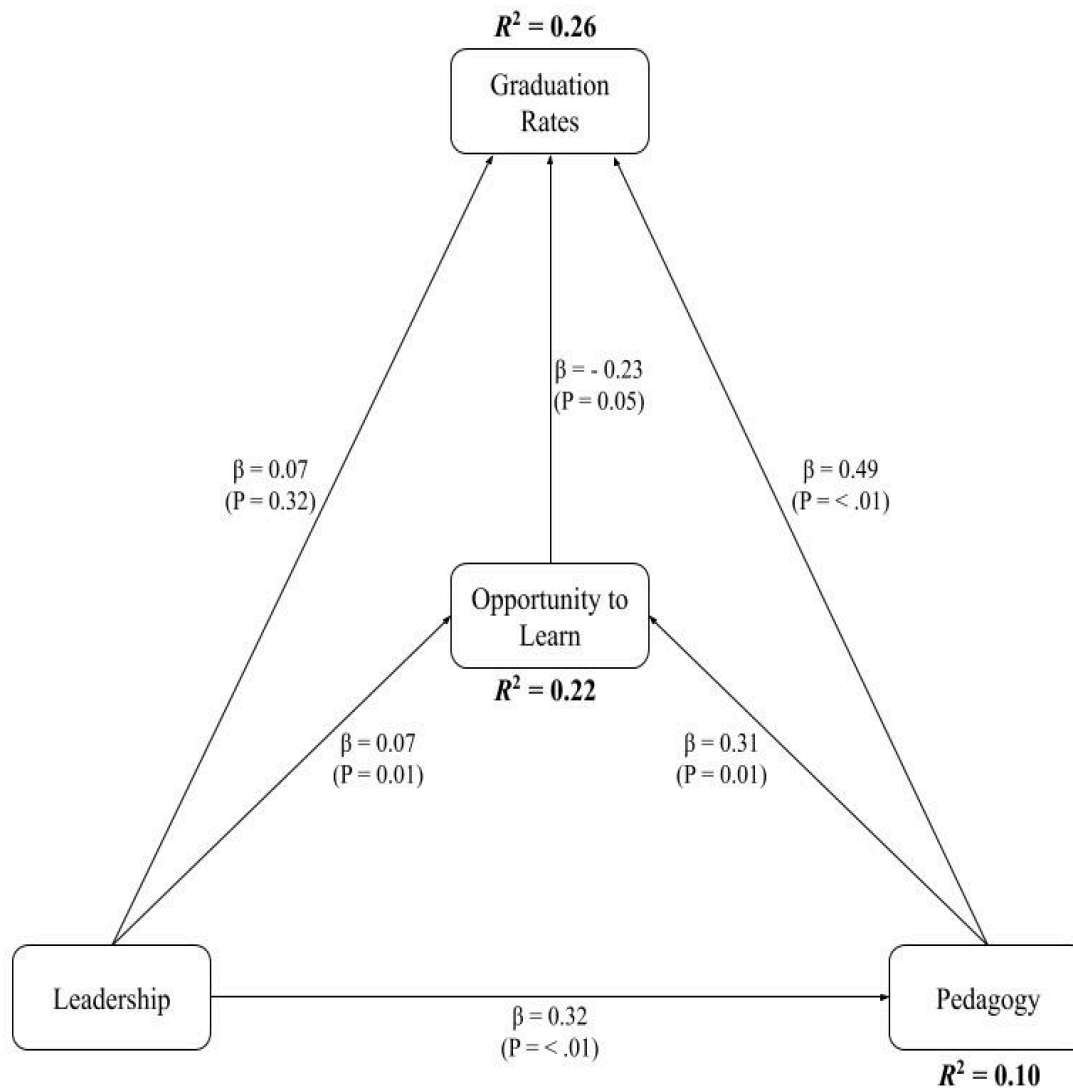 R² = 0.26
Graduation
Rates
β = - 0.23
(P = 0.05)
β = 0.07
(P = 0.32)
β = 0.49
(P = < .01)
Opportunity to
Learn
R² = 0.22
β = 0.07
(P = 0.01)
β = 0.31
(P = 0.01)
Leadership
Pedagogy
β = 0.32
(P = < .01)
R² = 0.10